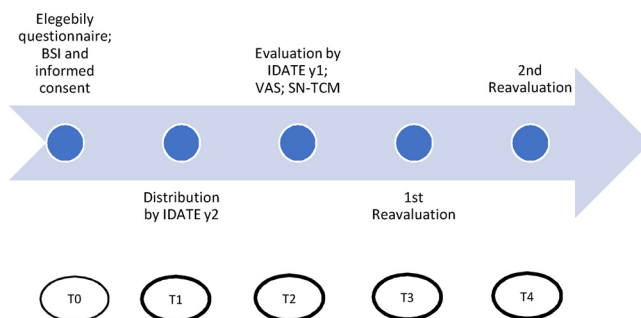 Elegebily
questionnaire;
BSI and
informed
consent
Distribution
by IDATE y2
Evaluation by
IDATE y1;
VAS; SN-TCM
1st
Reavaluation
2nd
Reavaluation
T0
T1
T2
T3
T4